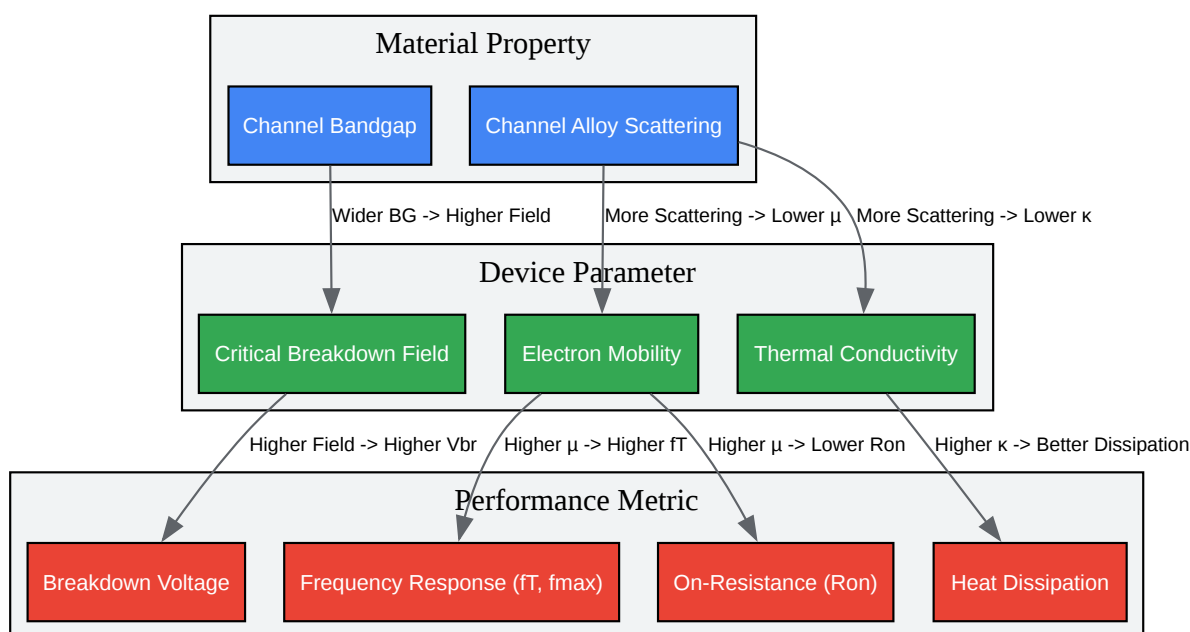 Material Property
Channel Bandgap
Channel Alloy Scattering
Wider BG -> Higher Field
More Scattering -> Lower μ
More Scattering -> Lower κ
Device Parameter
Critical Breakdown Field
Electron Mobility
Thermal Conductivity
Higher Field -> Higher Vbr
Higher μ -> Higher fT
Higher μ -> Lower Ron
Higher κ -> Better Dissipation
Performance Metric
Breakdown Voltage
Frequency Response (fT, fmax)
On-Resistance (Ron)
Heat Dissipation